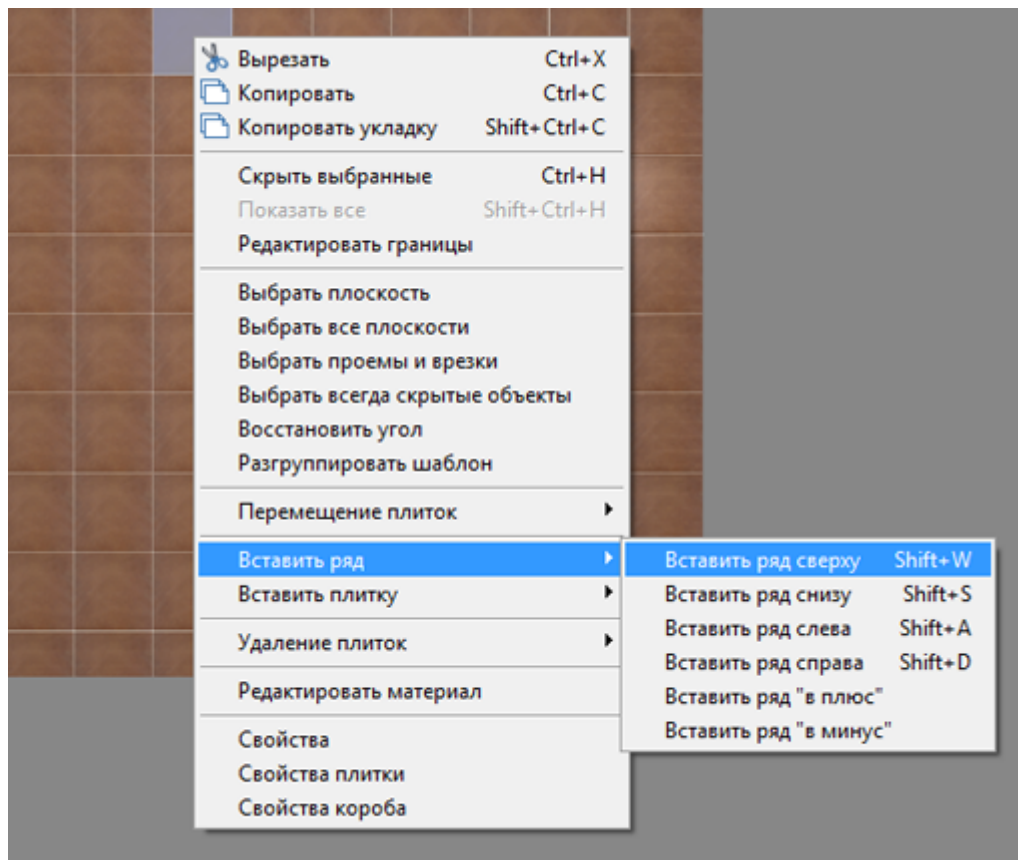 Вырезать Ctrl+X
Копировать Ctrl+C
Копировать укладку Shift+Ctrl+C
Скрыть выбранные Ctrl+H
Показать все Shift+Ctrl+H
Редактировать границы
Выбрать плоскость
Выбрать все плоскости
Выбрать проемы и врезки
Выбрать всегда скрытые объекты
Восстановить угол
Разгруппировать шаблон
Перемещение плиток
Вставить ряд
Вставить плитку
Удаление плиток
Редактировать материал
Свойства
Свойства плитки
Свойства короба
Вставить ряд сверху Shift+W
Вставить ряд снизу Shift+S
Вставить ряд слева Shift+A
Вставить ряд справа Shift+D
Вставить ряд "в плюс"
Вставить ряд "в минус"